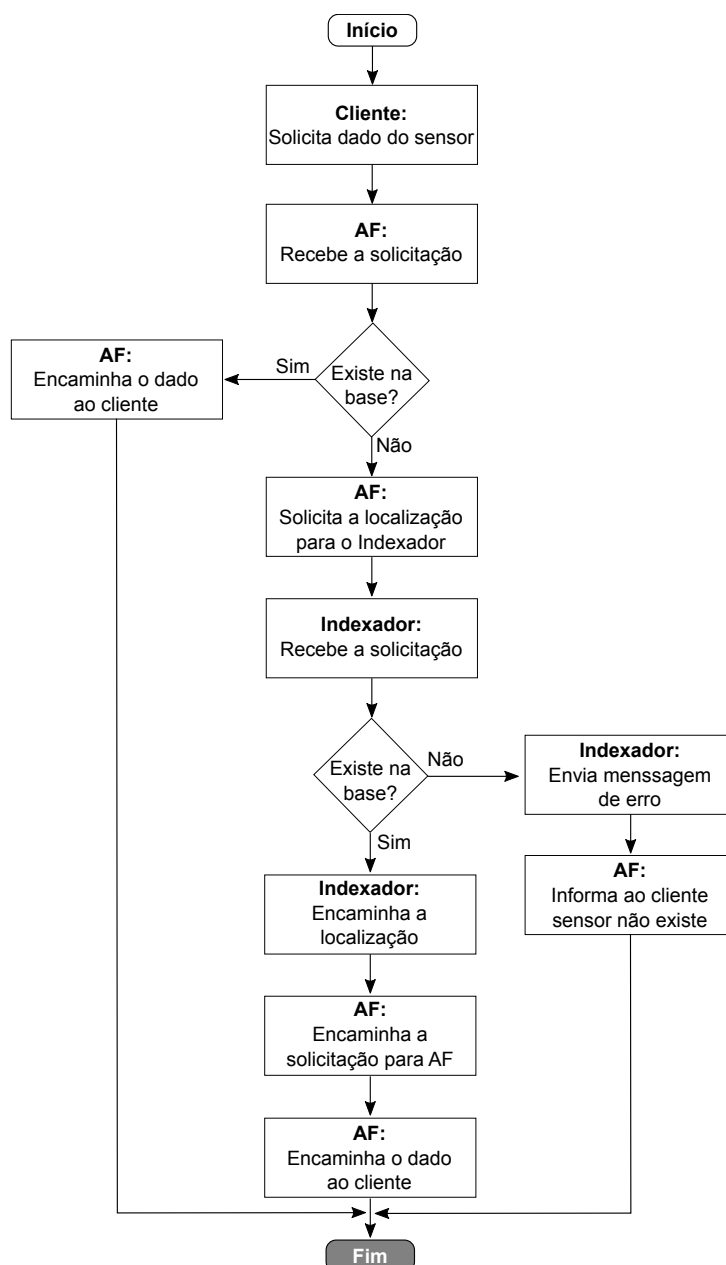 Início
Cliente:
Solicita dado do sensor
AF:
Recebe a solicitação
Existe na
base?
Sim
AF:
Encaminha o dado
ao cliente
Não
AF:
Solicita a localização
para o Indexador
Indexador:
Recebe a solicitação
Existe na
base?
Não
Indexador:
Envia menssagem
de erro
AF:
Informa ao cliente
sensor não existe
Sim
Indexador:
Encaminha a
localização
AF:
Encaminha a
solicitação para AF
AF:
Encaminha o dado
ao cliente
Fim